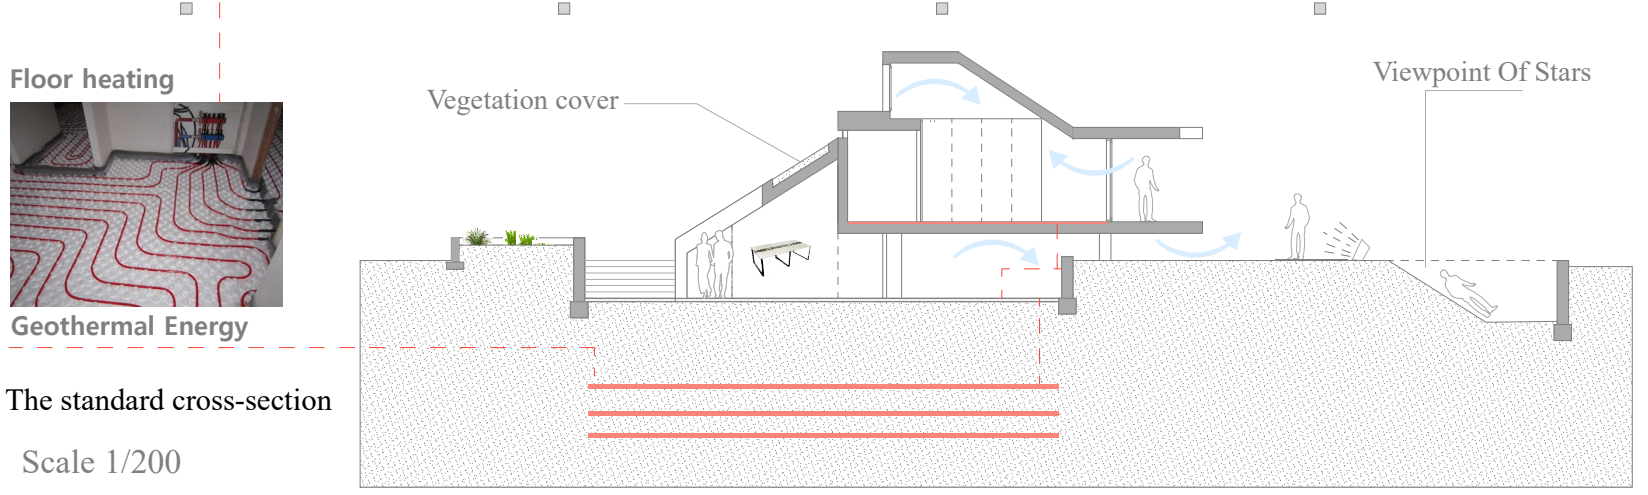 Floor heating
Geothermal Energy
The standard cross-section
Scale 1/200
Vegetation cover
Viewpoint Of Stars